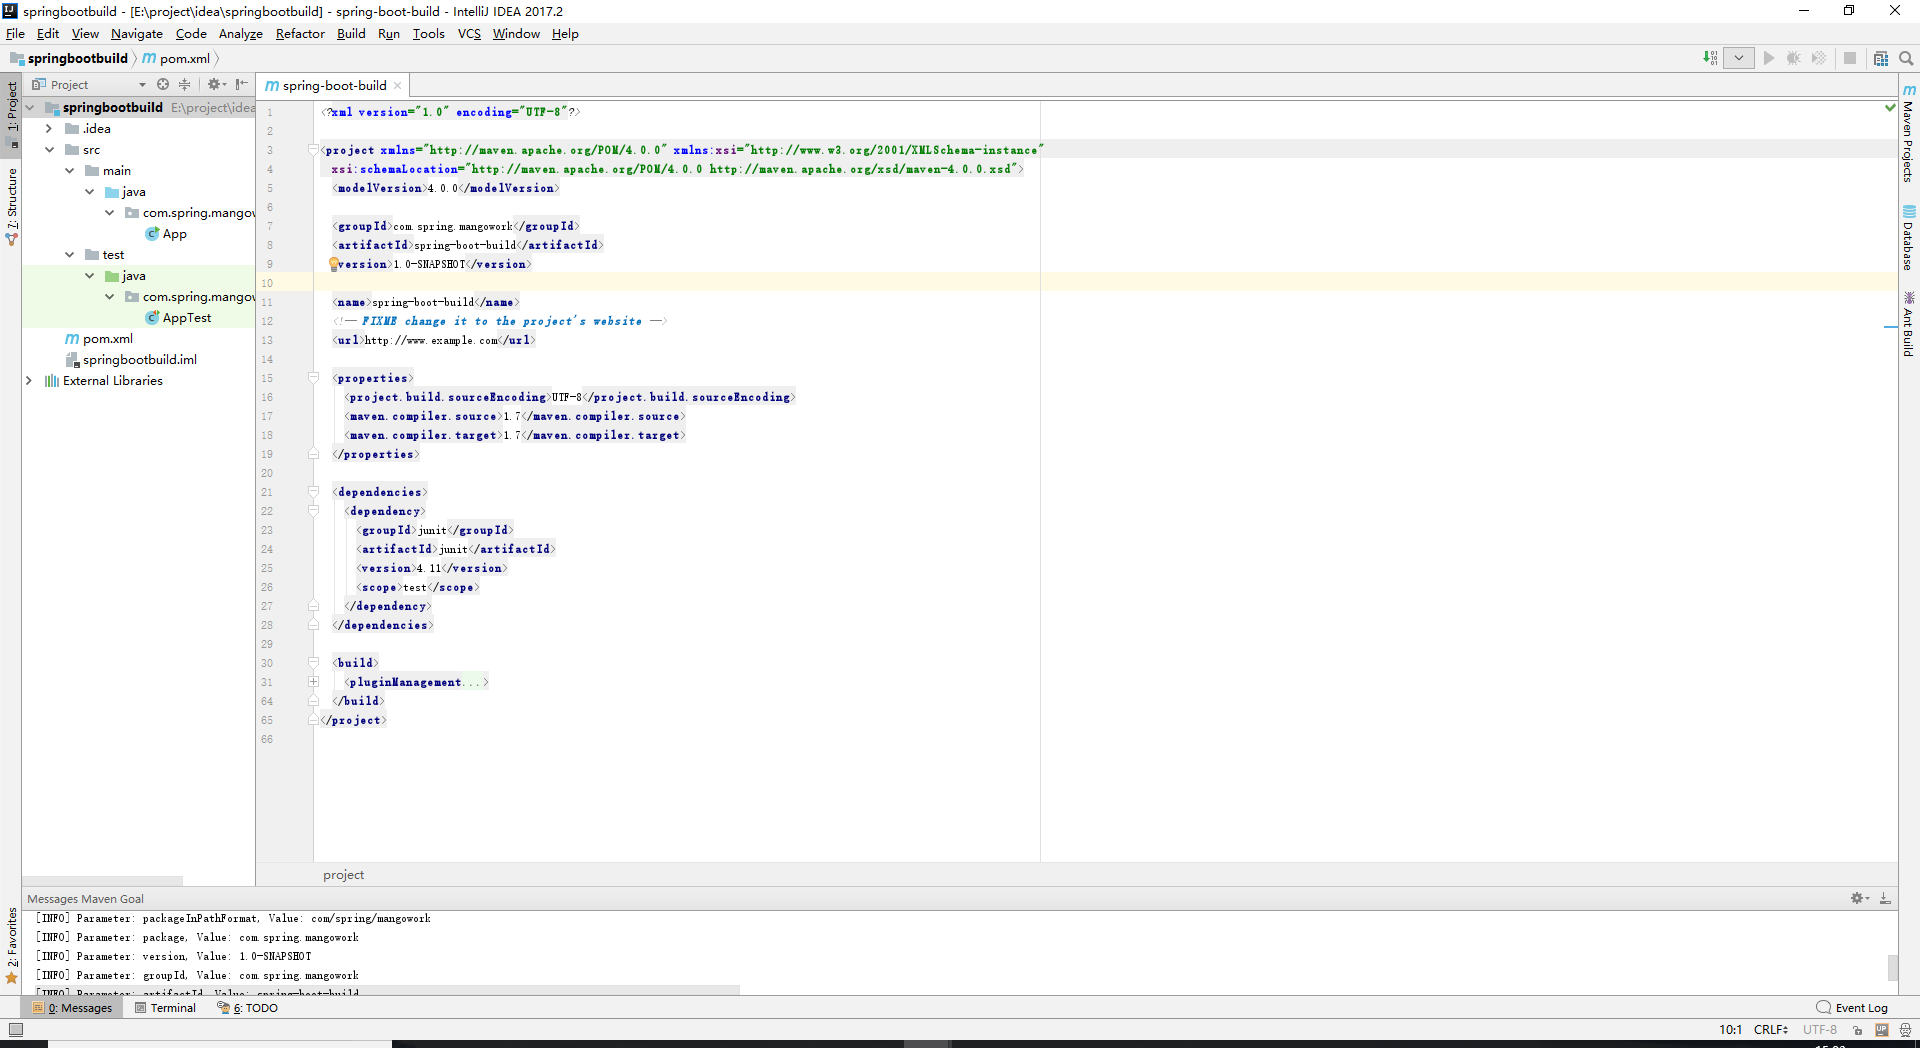 springbootbuild - [E:\project\idea\springbootbuild] - spring-boot-build - IntelliJ IDEA 2017.2
File Edit View Navigate Code Analyze Refactor Build Run Tools VCS Window Help
springbootbuild pom.xml
Project
spring-boot-build
1: Project
7: Structure
2: Favorites
springbootbuild E:\project\idea
.idea
src
main
java
com.spring.mangow
App
test
java
com.spring.mangow
AppTest
pom.xml
springbootbuild.iml
External Libraries
1 <?xml version="1.0" encoding="UTF-8"?>
2
3 <project xmlns="http://maven.apache.org/POM/4.0.0" xmlns:xsi="http://www.w3.org/2001/XMLSchema-instance"
4 xsi:schemaLocation="http://maven.apache.org/POM/4.0.0 http://maven.apache.org/xsd/maven-4.0.0.xsd">
5 <modelVersion>4.0.0</modelVersion>
6
7 <groupId>com.spring.mangowork</groupId>
8 <artifactId>spring-boot-build</artifactId>
9 version>1.0-SNAPSHOT</version>
10
11 <name>spring-boot-build</name>
12 <!-- FIXME change it to the project's website -->
13 <url>http://www.example.com</url>
14
15 <properties>
16 <project.build.sourceEncoding>UTF-8</project.build.sourceEncoding>
17 <maven.compiler.source>1.7</maven.compiler.source>
18 <maven.compiler.target>1.7</maven.compiler.target>
19 </properties>
20
21 <dependencies>
22 <dependency>
23 <groupId>junit</groupId>
24 <artifactId>junit</artifactId>
25 <version>4.11</version>
26 <scope>test</scope>
27 </dependency>
28 </dependencies>
29
30 <build>
31 <pluginManagement...>
64 </build>
65 </project>
66
project
Maven Projects
Database
Ant Build
Messages Maven Goal
[INFO] Parameter: packageInPathFormat, Value: com/spring/mangowork
[INFO] Parameter: package, Value: com.spring.mangowork
[INFO] Parameter: version, Value: 1.0-SNAPSHOT
[INFO] Parameter: groupId, Value: com.spring.mangowork
[INFO] Parameter: artifactId, Value: spring-boot-build
0: Messages Terminal 6: TODO Event Log
10:1 CRLF UTF-8